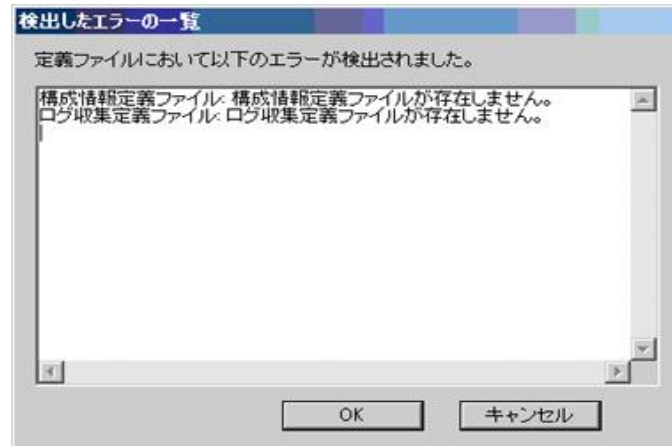 検出したエラーの一覧
定義ファイルにおいて以下のエラーが検出されました。
構成情報定義ファイル: 構成情報定義ファイルが存在しません。
ログ収集定義ファイル: ログ収集定義ファイルが存在しません。
OK
キャンセル